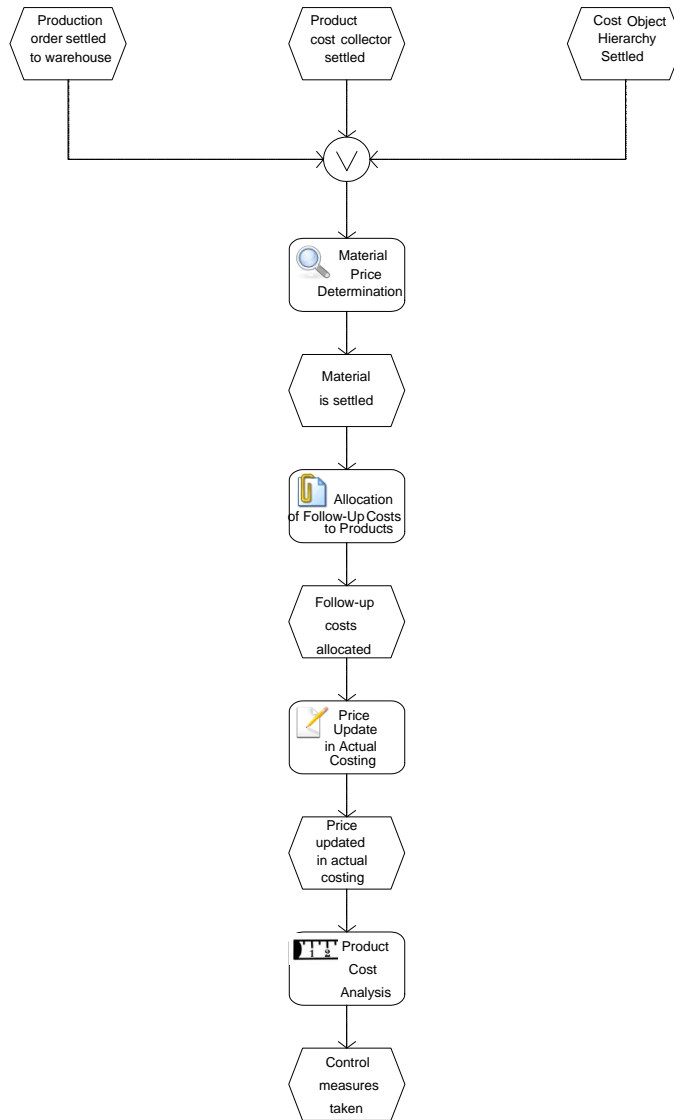 Production
order settled
to warehouse
Product
cost collector
settled
Cost Object
Hierarchy
Settled
Material
Price
Determination
Material
is settled
Allocation
of Follow-Up Costs
to Products
Follow-up
costs
allocated
Price
Update
in Actual
Costing
Price
updated
in actual
costing
1 2
Product
Cost
Analysis
Control
measures
taken